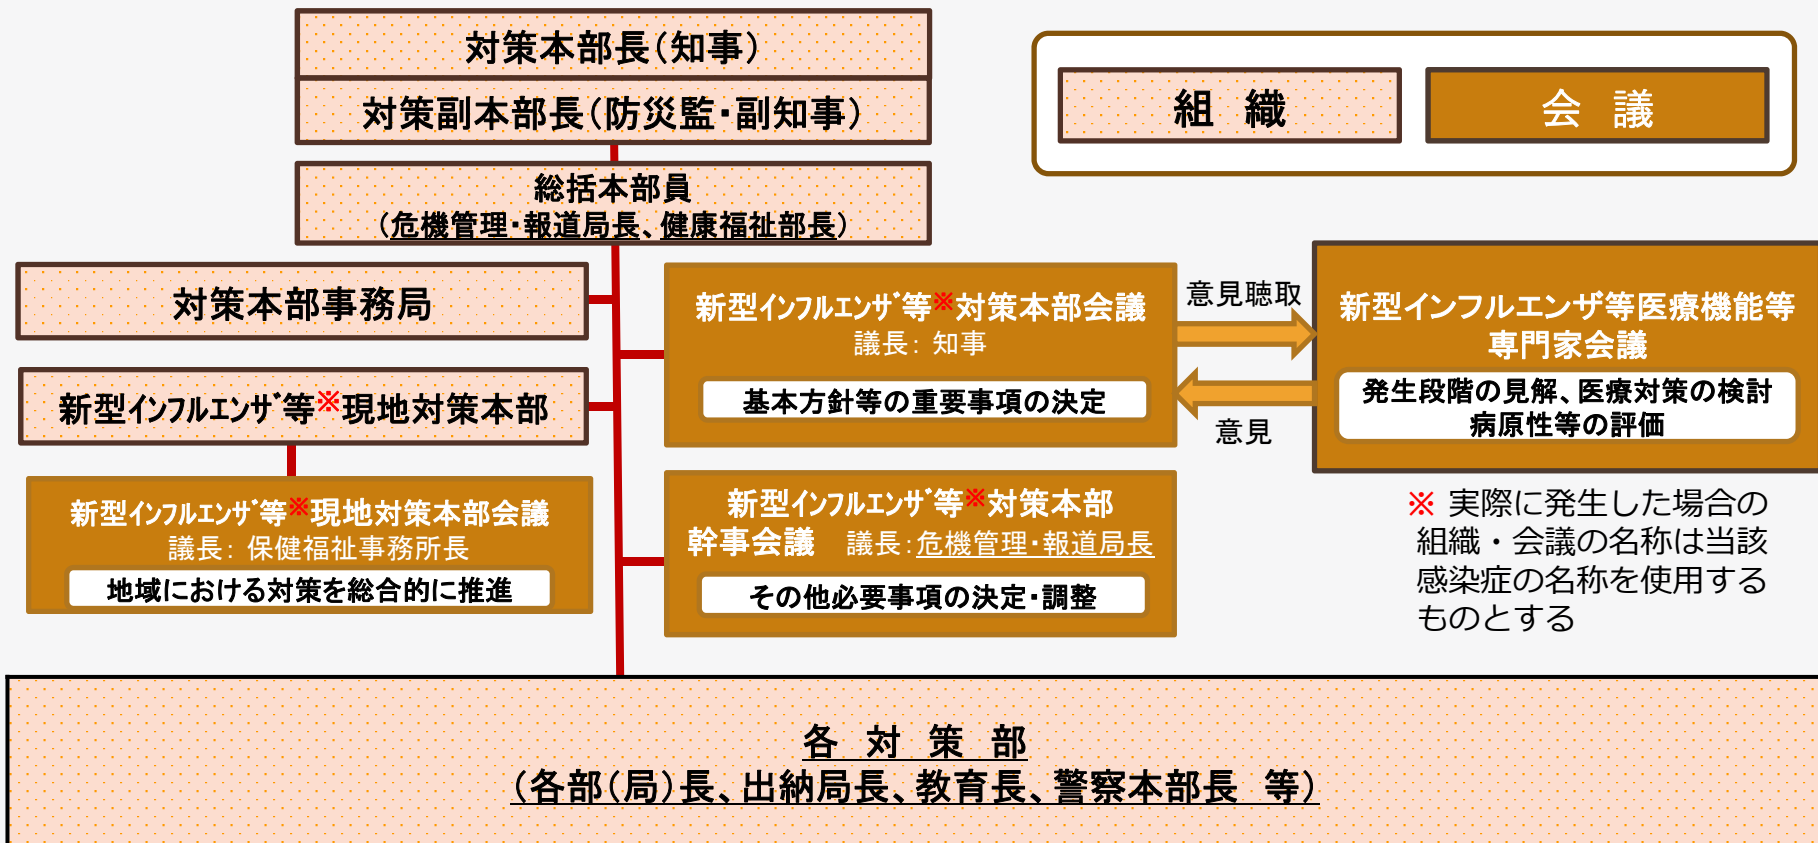 対策本部長（知事）
対策副本部長（防災監・副知事）
総括本部員
（危機管理・報道局長、健康福祉部長）
組　織
会　議
対策本部事務局
新型ｲﾝﾌﾙｴﾝｻﾞ等※現地対策本部
新型ｲﾝﾌﾙｴﾝｻﾞ等※現地対策本部会議
議長：保健福祉事務所長
地域における対策を総合的に推進
新型インフルエンザ等※対策本部会議
議長：知事
基本方針等の重要事項の決定
意見聴取
意見
新型インフルエンザ等医療機能等
専門家会議
発生段階の見解、医療対策の検討
病原性等の評価
新型ｲﾝﾌﾙｴﾝｻﾞ等※対策本部
幹事会議　議長：危機管理・報道局長
その他必要事項の決定・調整
※ 実際に発生した場合の
組織・会議の名称は当該
感染症の名称を使用する
ものとする
各　対　策　部
（各部（局）長、出納局長、教育長、警察本部長　等）